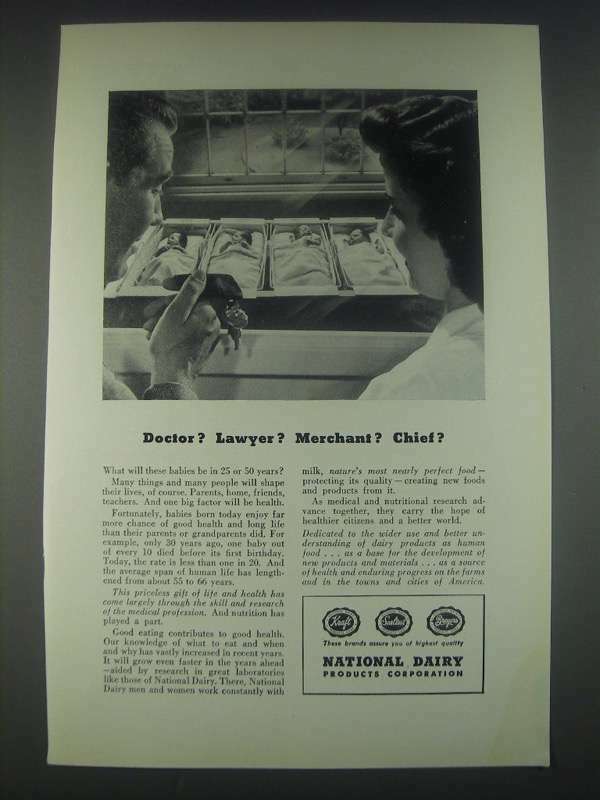 Doctor? Lawyer? Merchant? Chief?
What will these babies be in 25 or 50 years?
Many things and many people will shape
their lives, of course. Parents, home, friends,
teachers. And one big factor will be health.
Fortunately, babies born today enjoy far
more chance of good health and long life
than their parents or grandparents did. For
example, only 30 years ago, one baby out
of every 10 died before its first birthday.
Today, the rate is less than one in 20. And
the average span of human life has length-
ened from about 55 to 66 years.
This priceless gift of life and health has
come largely through the skill and research
of the medical profession. And nutrition has
played a part.
Good eating contributes to good health.
Our knowledge of what to eat and when
and why has vastly increased in recent years.
It will grow even faster in the years ahead
—aided by research in great laboratories
like those of National Dairy. There, National
Dairy men and women work constantly with
milk, nature's most nearly perfect food—
protecting its quality—creating new foods
and products from it.
As medical and nutritional research ad-
vance together, they carry the hope of
healthier citizens and a better world.
Dedicated to the wider use and better un-
derstanding of dairy products as human
food . . . as a base for the development of
new products and materials . . . as a source
of health and enduring progress on the farms
and in the towns and cities of America.
Kraft Sealtest Breyers
These brands assure you of highest quality
NATIONAL DAIRY
PRODUCTS CORPORATION